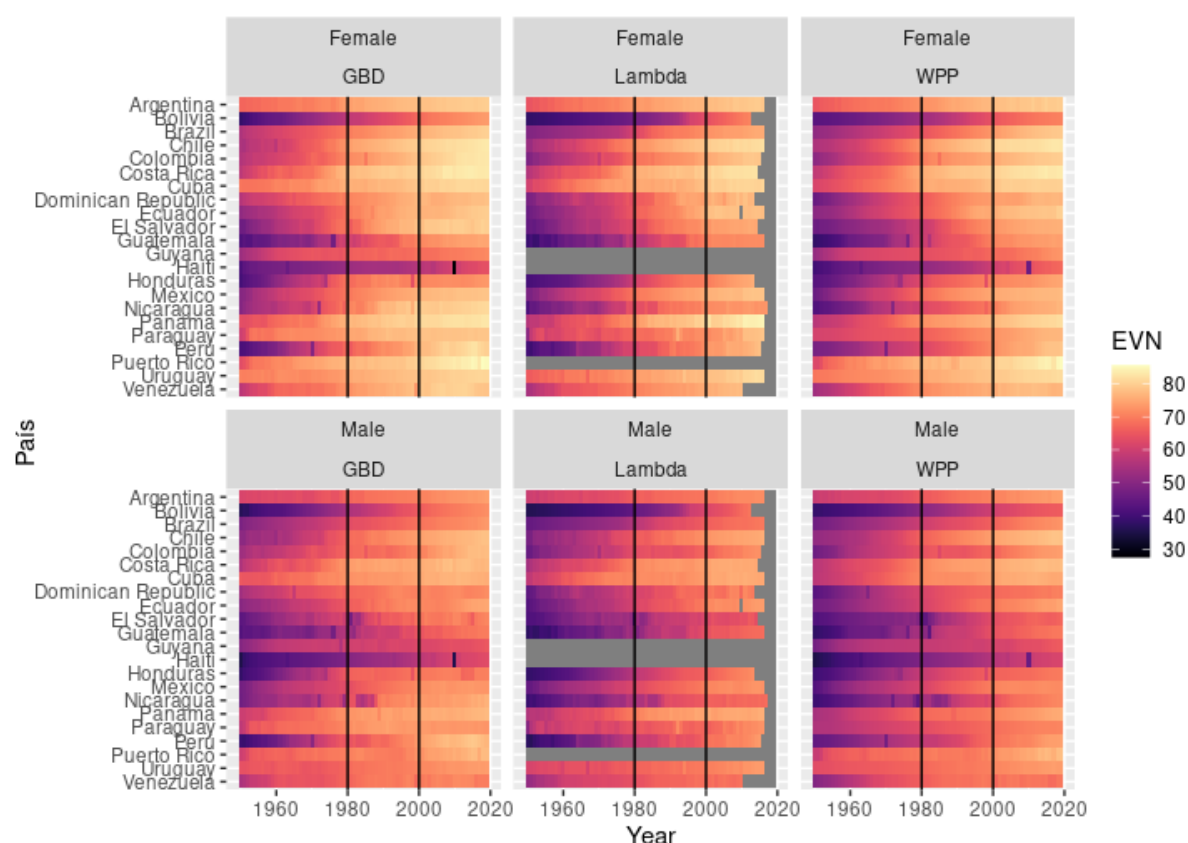 Female Female Female
GBD Lambda WPP
Argentina
Bolivia
Brazil
Chile
Colombia
Costa Rica
Cuba
Dominican Republic
Ecuador
El Salvador
Guatemala
Guyana
Haiti
Honduras
México
Nicaragua
Panama
Paraguay
Perú
Puerto Rico
Uruguay
Venezuela
País
Male Male Male
GBD Lambda WPP
Argentina
Bolivia
Brazil
Chile
Colombia
Costa Rica
Cuba
Dominican Republic
Ecuador
El Salvador
Guatemala
Guyana
Haiti
Honduras
México
Nicaragua
Panama
Paraguay
Perú
Puerto Rico
Uruguay
Venezuela
1960 1980 2000 2020 1960 1980 2000 2020 1960 1980 2000 2020
Year
EVN
80
70
60
50
40
30